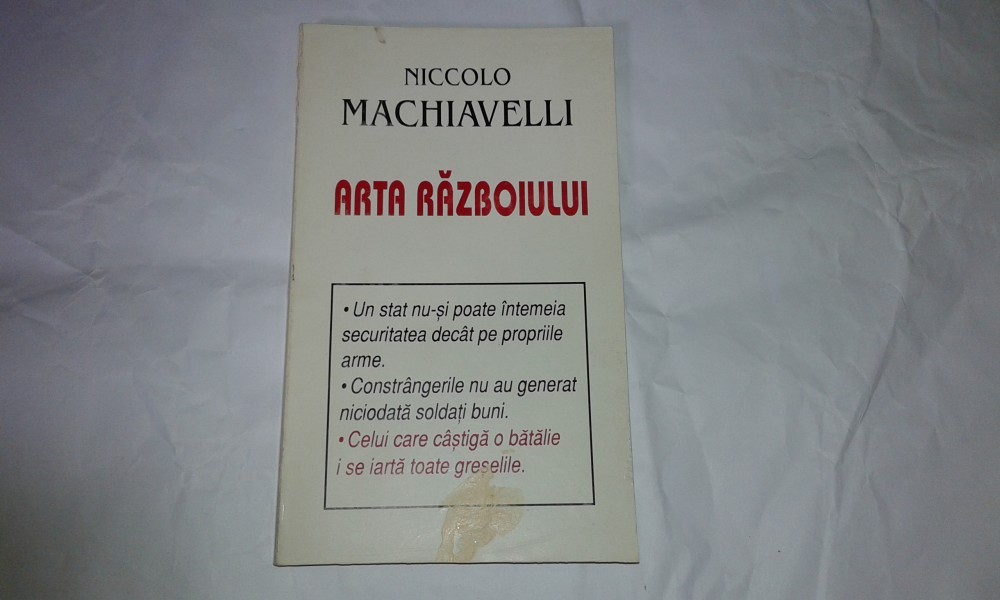 NICCOLO
MACHIAVELLI
ARTA RĂZBOIULUI
• Un stat nu-și poate întemeia
securitatea decât pe propriile
arme.
• Constrângerile nu au generat
niciodată soldați buni.
• Celui care câștigă o bătălie
i se iartă toate greșelile.